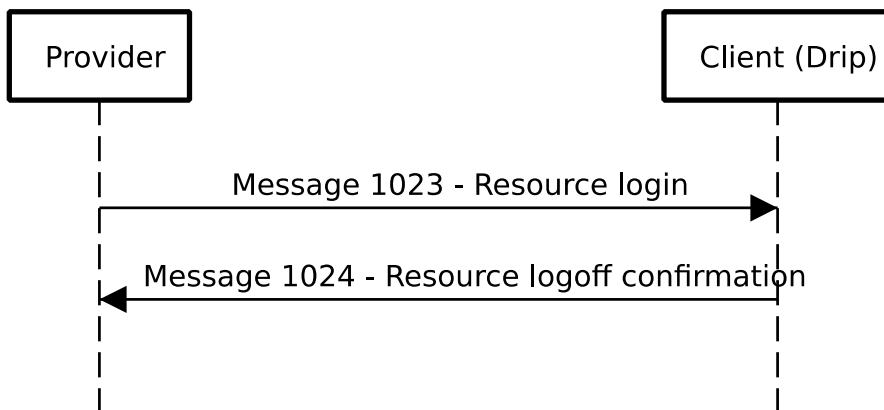 Provider
Client (Drip)
Message 1023 - Resource login
Message 1024 - Resource logoff confirmation